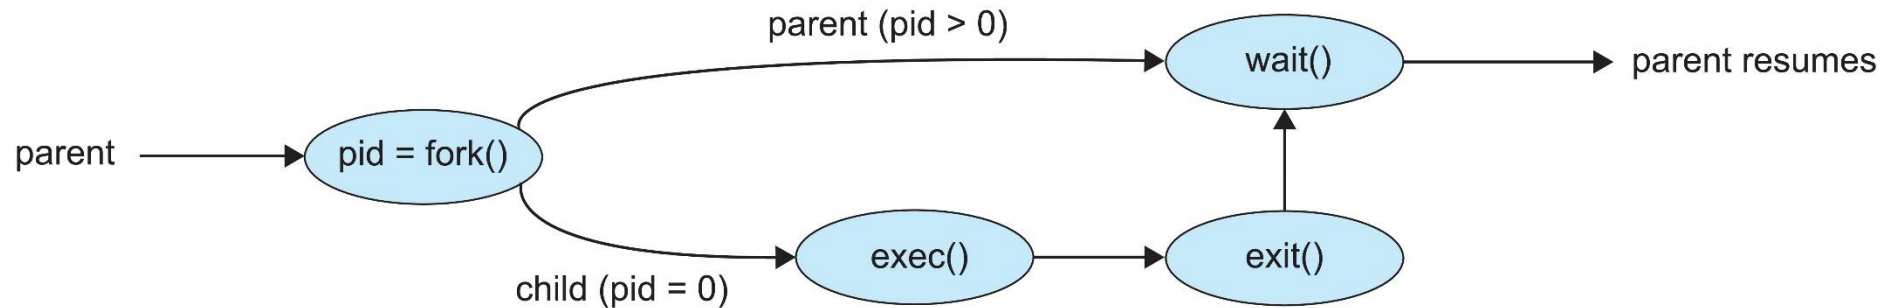 parent
pid = fork()
parent (pid > 0)
child (pid = 0)
exec()
exit()
wait()
parent resumes